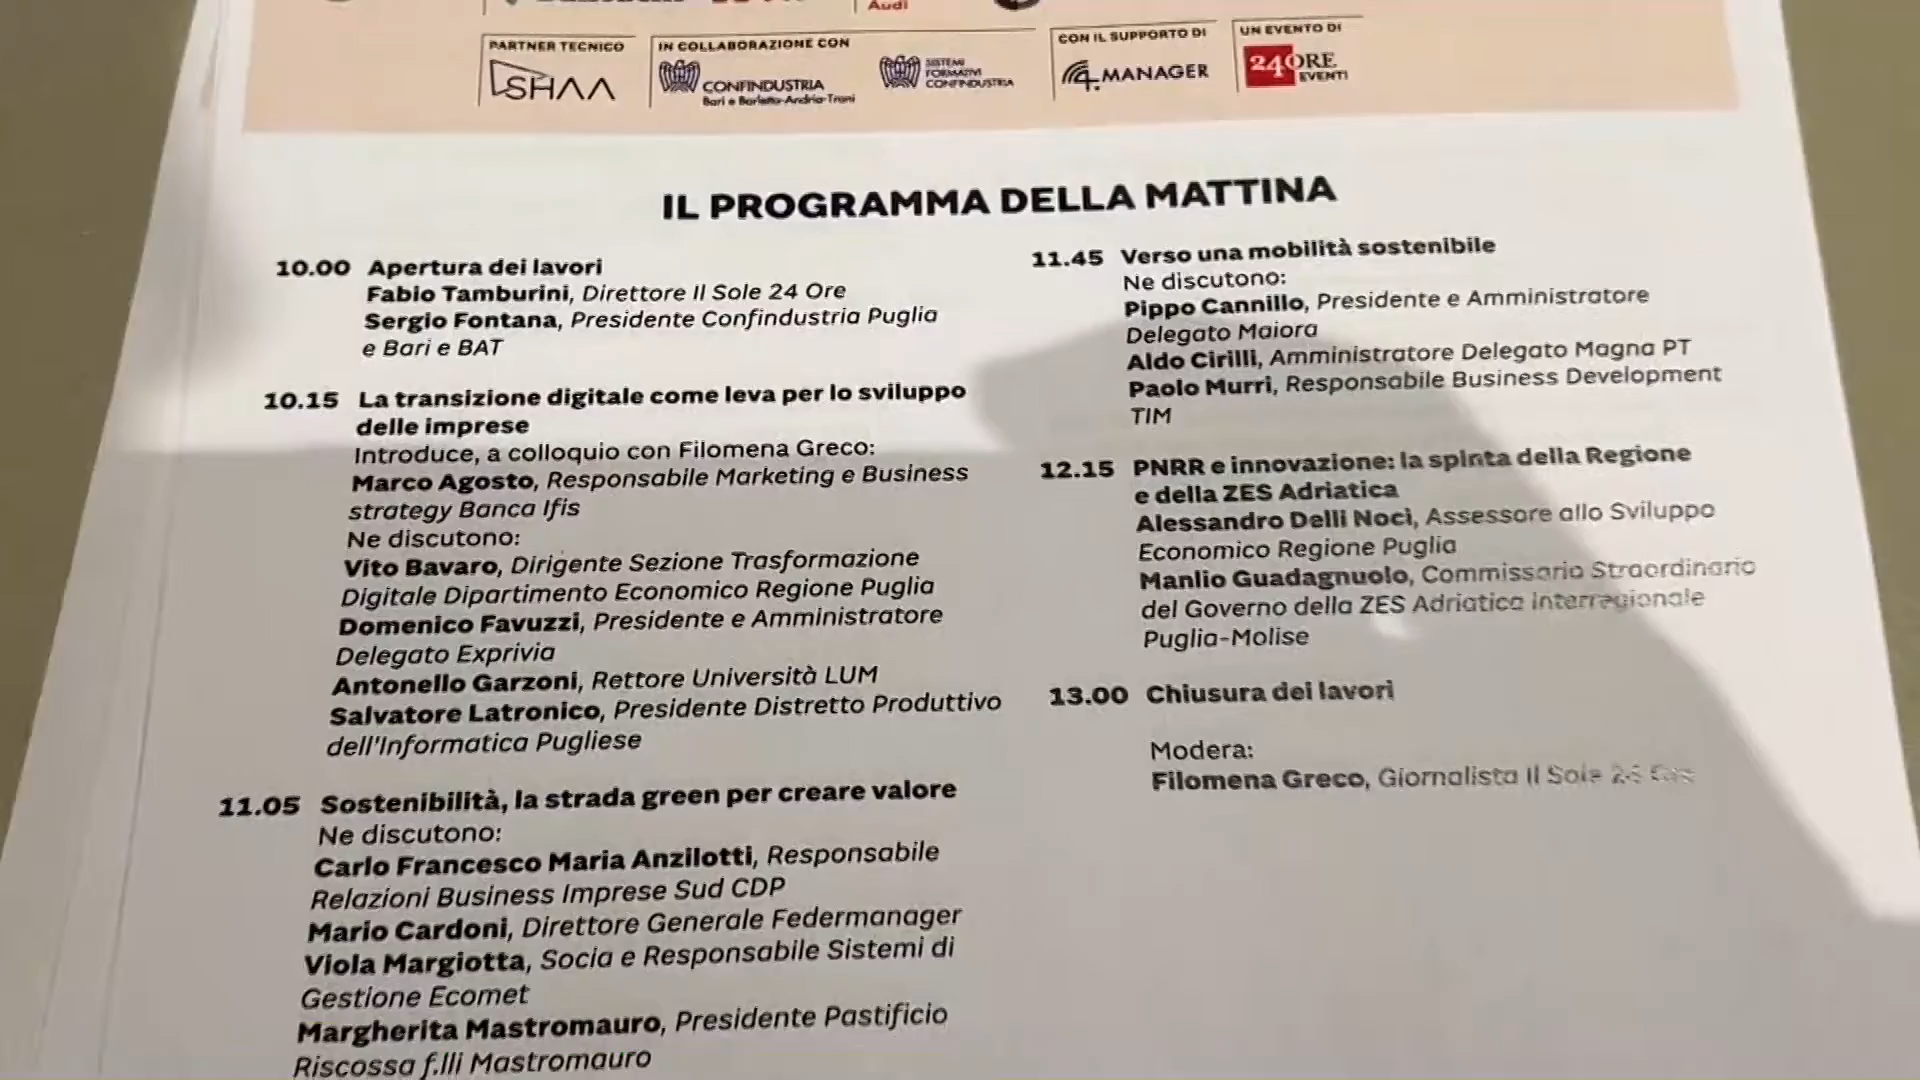 Audi
PARTNER TECNICO
SHAA
IN COLLABORAZIONE CON
CONFINDUSTRIA
Bari e Barletta-Andria-Trani
SISTEMI
FORMATIVI
CONFINDUSTRIA
CON IL SUPPORTO DI
4.MANAGER
UN EVENTO DI
24ORE
EVENTI
IL PROGRAMMA DELLA MATTINA
10.00 Apertura dei lavori
Fabio Tamburini, Direttore Il Sole 24 Ore
Sergio Fontana, Presidente Confindustria Puglia
e Bari e BAT
10.15 La transizione digitale come leva per lo sviluppo
delle imprese
Introduce, a colloquio con Filomena Greco:
Marco Agosto, Responsabile Marketing e Business
strategy Banca Ifis
Ne discutono:
Vito Bavaro, Dirigente Sezione Trasformazione
Digitale Dipartimento Economico Regione Puglia
Domenico Favuzzi, Presidente e Amministratore
Delegato Exprivia
Antonello Garzoni, Rettore Università LUM
Salvatore Latronico, Presidente Distretto Produttivo
dell'Informatica Pugliese
11.05 Sostenibilità, la strada green per creare valore
Ne discutono:
Carlo Francesco Maria Anzilotti, Responsabile
Relazioni Business Imprese Sud CDP
Mario Cardoni, Direttore Generale Federmanager
Viola Margiotta, Socia e Responsabile Sistemi di
Gestione Ecomet
Margherita Mastromauro, Presidente Pastificio
Riscossa f.lli Mastromauro
11.45 Verso una mobilità sostenibile
Ne discutono:
Pippo Cannillo, Presidente e Amministratore
Delegato Maiora
Aldo Cirilli, Amministratore Delegato Magna PT
Paolo Murri, Responsabile Business Development
TIM
12.15 PNRR e innovazione: la spinta della Regione
e della ZES Adriatica
Alessandro Delli Noci, Assessore allo Sviluppo
Economico Regione Puglia
Manlio Guadagnuolo, Commissario Straordinario
del Governo della ZES Adriatica Interregionale
Puglia-Molise
13.00 Chiusura dei lavori
Modera:
Filomena Greco, Giornalista Il Sole 24 Ore